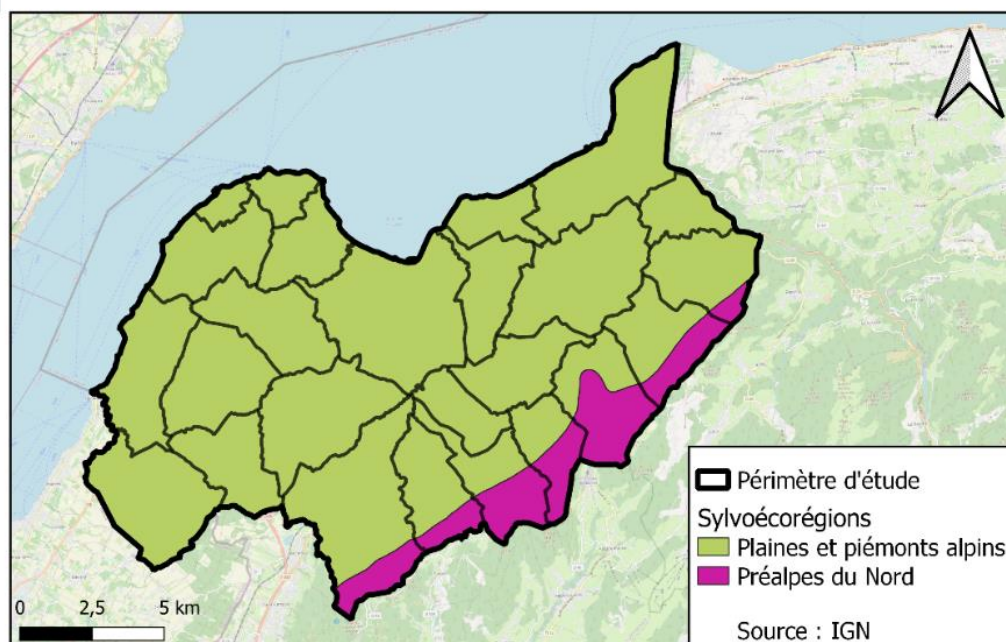 Périmètre d'étude
Sylvoécorégions
Plaines et piémonts alpins
Préalpes du Nord
0 2,5 5 km
Source : IGN